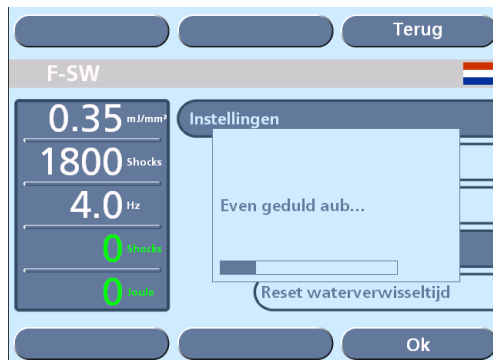 Terug
F-SW
0.35 mJ/mm²
1800 Shocks
4.0 Hz
0 Shocks
0 Joule
Instellingen
Even geduld aub...
Reset waterverwisseltijd
Ok